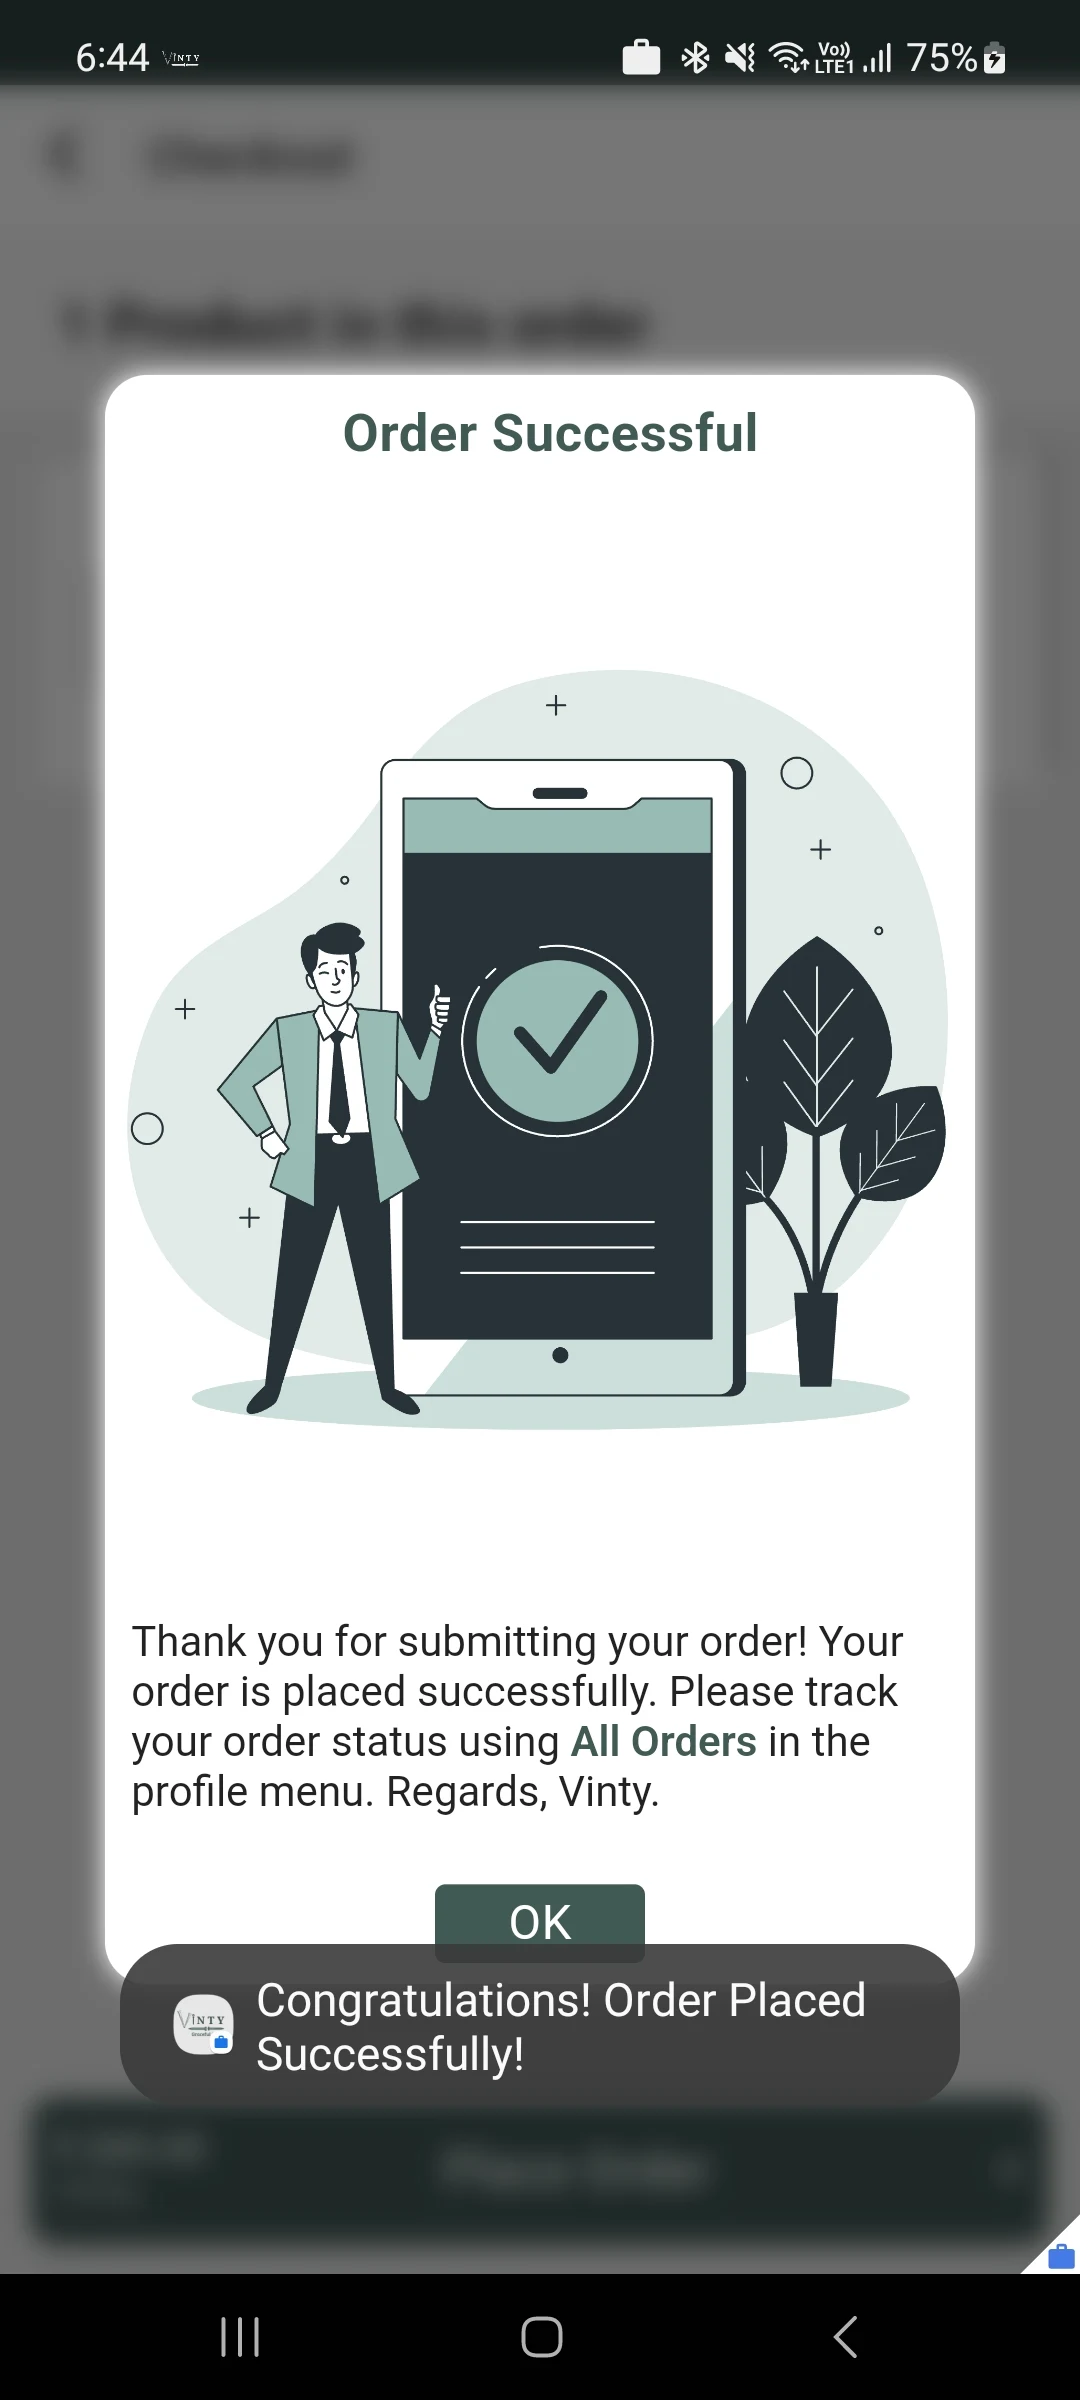 6:44 VINTY Vo)) LTE1 75%
Checkout
1 Product in this order
Order Successful
Thank you for submitting your order! Your
order is placed successfully. Please track
your order status using All Orders in the
profile menu. Regards, Vinty.
OK
VINTY
Congratulations! Order Placed
Successfully!
Place Order